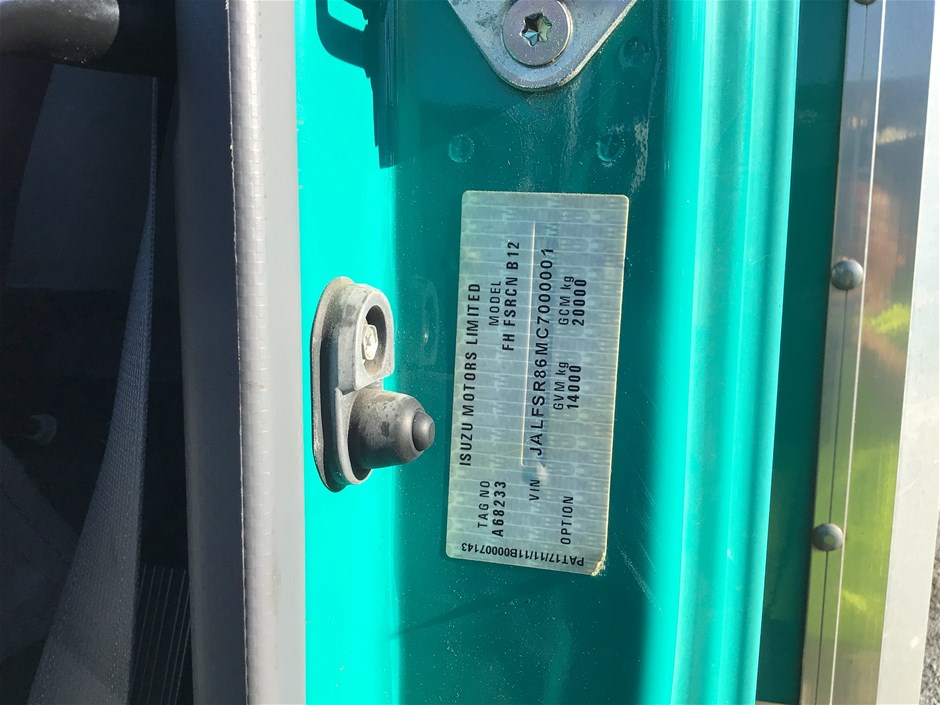 ISUZU MOTORS LIMITED
TAG NO MODEL
A68233 FH FSRCN B12
VIN JALFSR86MC7000001
GVM kg GCM kg
OPTION 14000 20000
PAT17/11/11B00007143